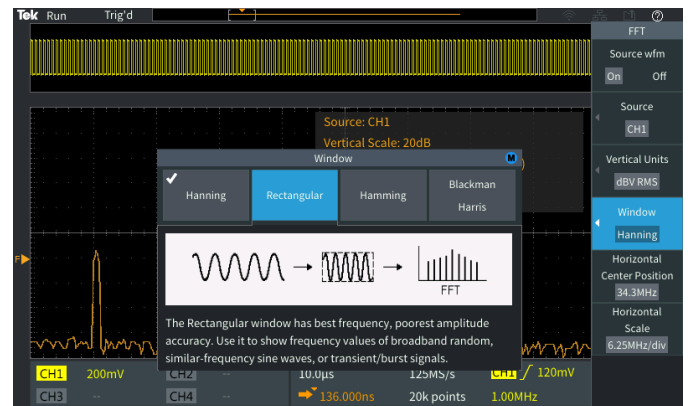 Tek Run Trig'd
FFT
Source wfm
On Off
Source
CH1
Vertical Units
dBV RMS
Window
Hanning
Horizontal
Center Position
34.3MHz
Horizontal
Scale
6.25MHz/div
Source: CH1
Vertical Scale: 20dB
Window M
Hanning
Rectangular
Hamming
Blackman
Harris
FFT
The Rectangular window has best frequency, poorest amplitude
accuracy. Use it to show frequency values of broadband random,
similar-frequency sine waves, or transient/burst signals.
F
CH1 200mV CH2 -- 10.0µs 125MS/s CH1 120mV
CH3 -- CH4 -- 136.000ns 20k points 1.00MHz